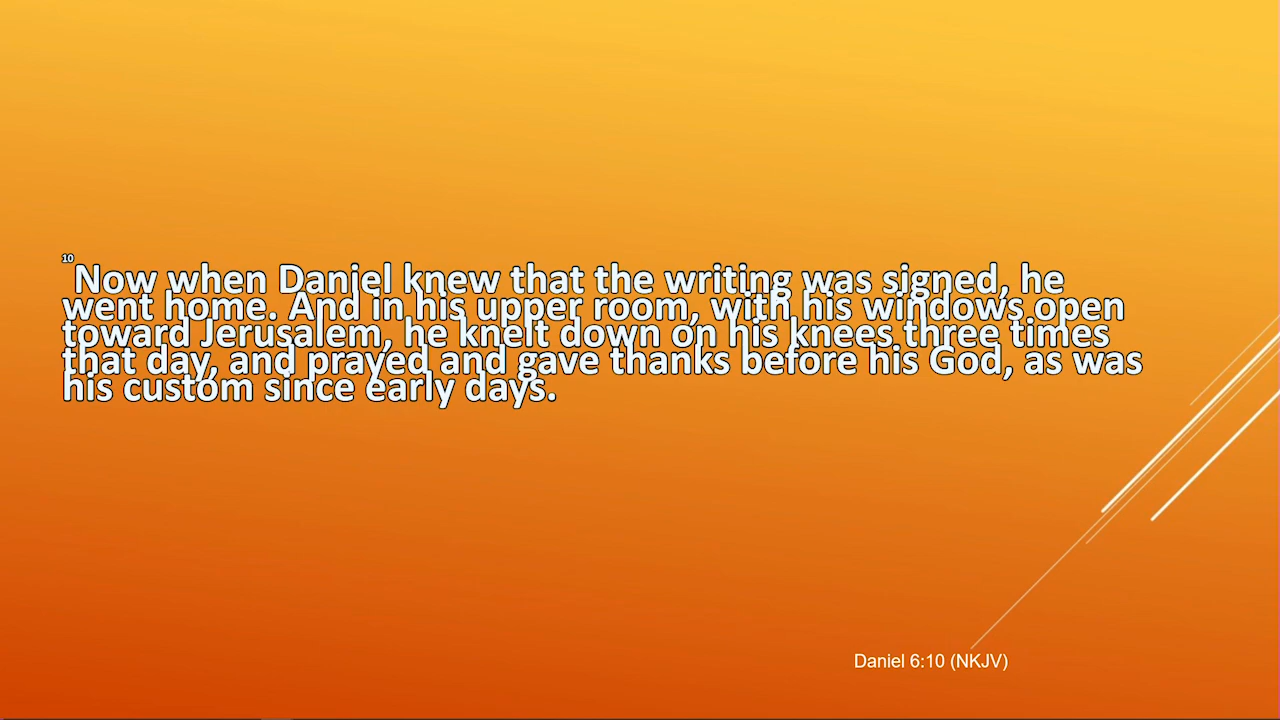 10Now when Daniel knew that the writing was signed, he
went home. And in his upper room, with his windows open
toward Jerusalem, he knelt down on his knees three times
that day, and prayed and gave thanks before his God, as was
his custom since early days.
Daniel 6:10 (NKJV)